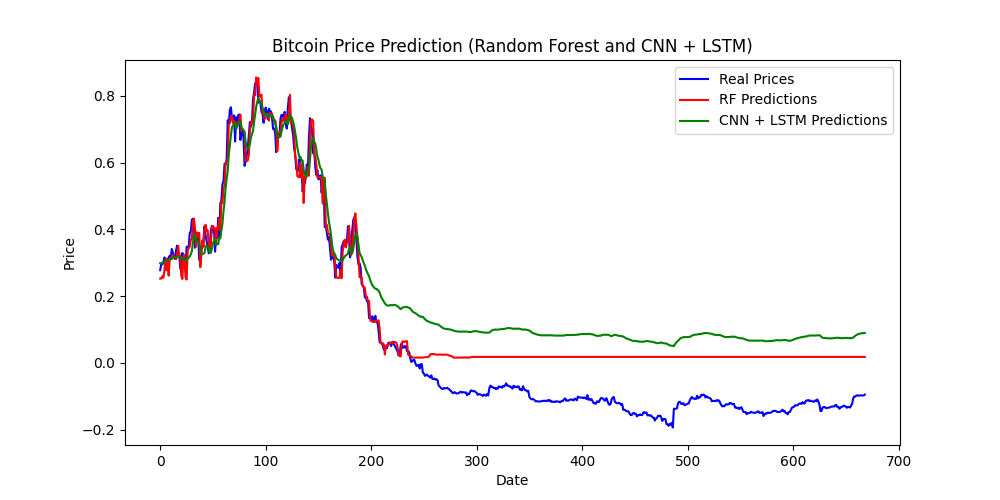 Bitcoin Price Prediction (Random Forest and CNN + LSTM)
Real Prices
RF Predictions
CNN + LSTM Predictions
Price
0.8
0.6
0.4
0.2
0.0
−0.2
0 100 200 300 400 500 600 700
Date